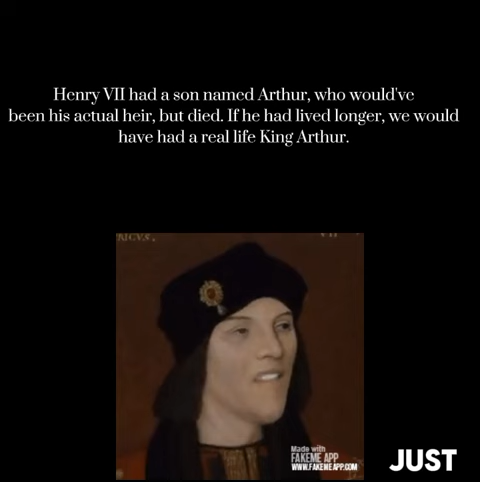 Henry VII had a son named Arthur, who would've
been his actual heir, but died. If he had lived longer, we would
have had a real life King Arthur.
Made with
FAKEME APP
WWW.FAKEMEAPP.COM
JUST